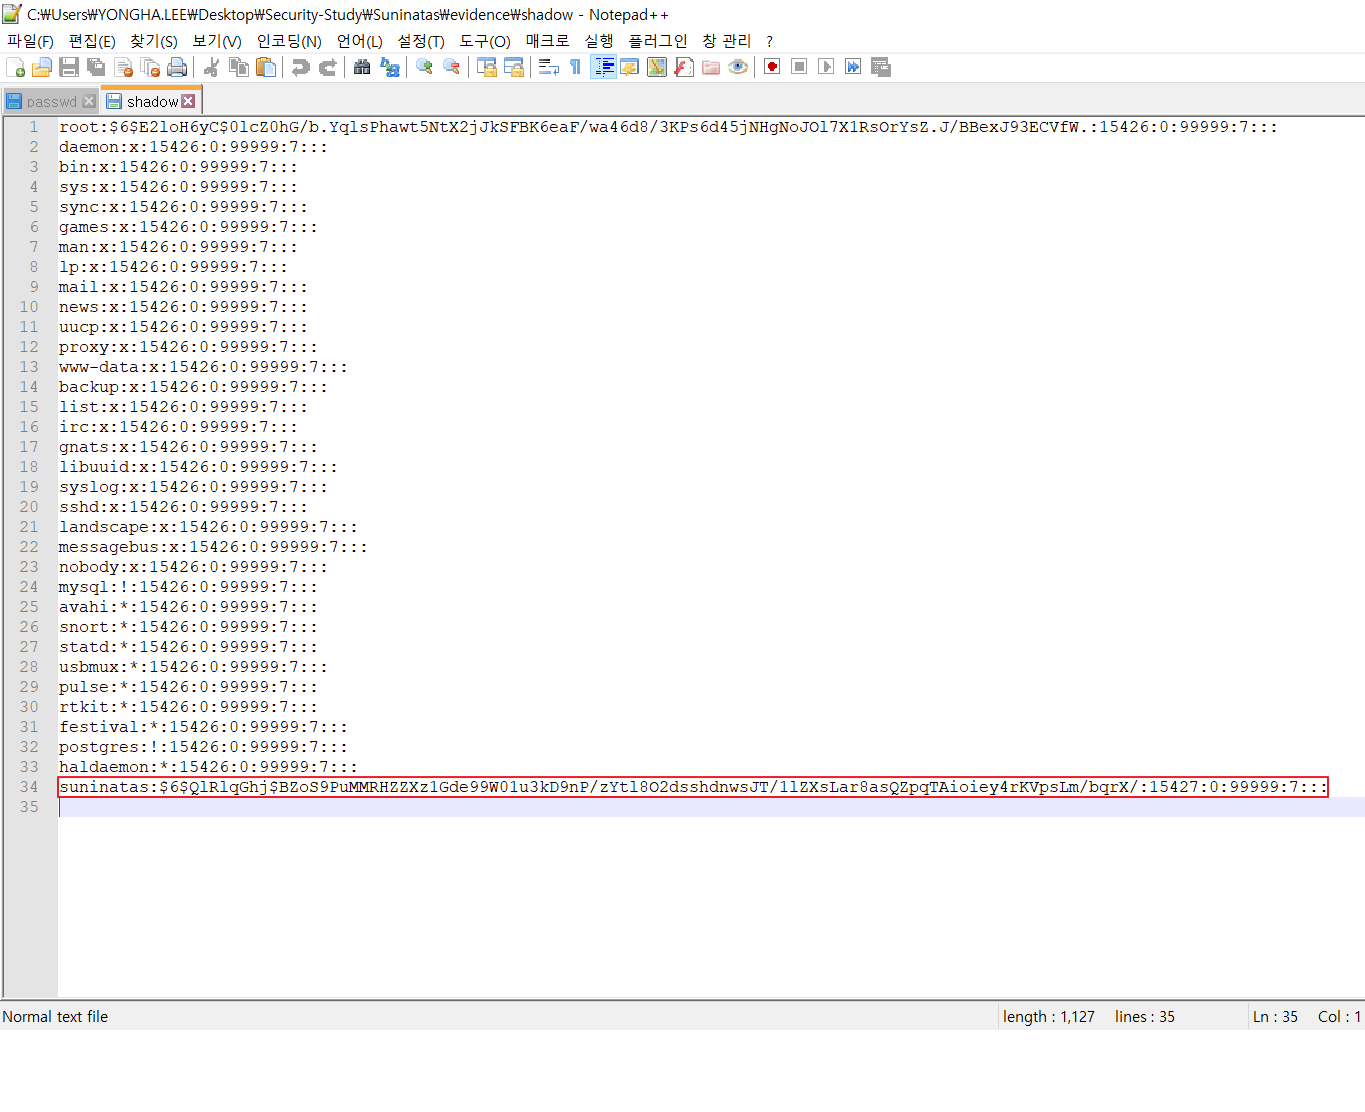 C:₩Users₩YONGHA.LEE₩Desktop₩Security-Study₩Suninatas₩evidence₩shadow - Notepad++
파일(F) 편집(E) 찾기(S) 보기(V) 인코딩(N) 언어(L) 설정(T) 도구(O) 매크로 실행 플러그인 창 관리 ?
passwd shadow
1 root:$6$E2loH6yC$0lcZ0hG/b.YqlsPhawt5NtX2jJkSFBK6eaF/wa46d8/3KPs6d45jNHgNoJOl7X1RsOrYsZ.J/BBexJ93ECVfW.:15426:0:99999:7:::
2 daemon:x:15426:0:99999:7:::
3 bin:x:15426:0:99999:7:::
4 sys:x:15426:0:99999:7:::
5 sync:x:15426:0:99999:7:::
6 games:x:15426:0:99999:7:::
7 man:x:15426:0:99999:7:::
8 lp:x:15426:0:99999:7:::
9 mail:x:15426:0:99999:7:::
10 news:x:15426:0:99999:7:::
11 uucp:x:15426:0:99999:7:::
12 proxy:x:15426:0:99999:7:::
13 www-data:x:15426:0:99999:7:::
14 backup:x:15426:0:99999:7:::
15 list:x:15426:0:99999:7:::
16 irc:x:15426:0:99999:7:::
17 gnats:x:15426:0:99999:7:::
18 libuuid:x:15426:0:99999:7:::
19 syslog:x:15426:0:99999:7:::
20 sshd:x:15426:0:99999:7:::
21 landscape:x:15426:0:99999:7:::
22 messagebus:x:15426:0:99999:7:::
23 nobody:x:15426:0:99999:7:::
24 mysql:!:15426:0:99999:7:::
25 avahi:*:15426:0:99999:7:::
26 snort:*:15426:0:99999:7:::
27 statd:*:15426:0:99999:7:::
28 usbmux:*:15426:0:99999:7:::
29 pulse:*:15426:0:99999:7:::
30 rtkit:*:15426:0:99999:7:::
31 festival:*:15426:0:99999:7:::
32 postgres:!:15426:0:99999:7:::
33 haldaemon:*:15426:0:99999:7:::
34 suninatas:$6$QlRlqGhj$BZoS9PuMMRHZZXz1Gde99W01u3kD9nP/zYtl8O2dsshdnwsJT/1lZXsLar8asQZpqTAioiey4rKVpsLm/bqrX/:15427:0:99999:7:::
35
Normal text file length : 1,127 lines : 35 Ln : 35 Col : 1